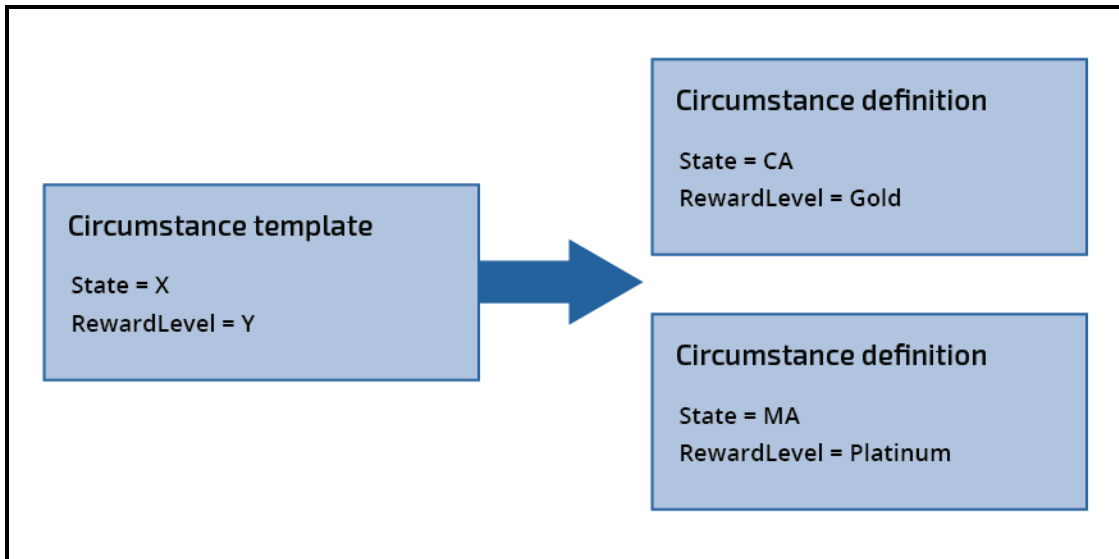 Circumstance template
State = X
RewardLevel = Y
Circumstance definition
State = CA
RewardLevel = Gold
Circumstance definition
State = MA
RewardLevel = Platinum